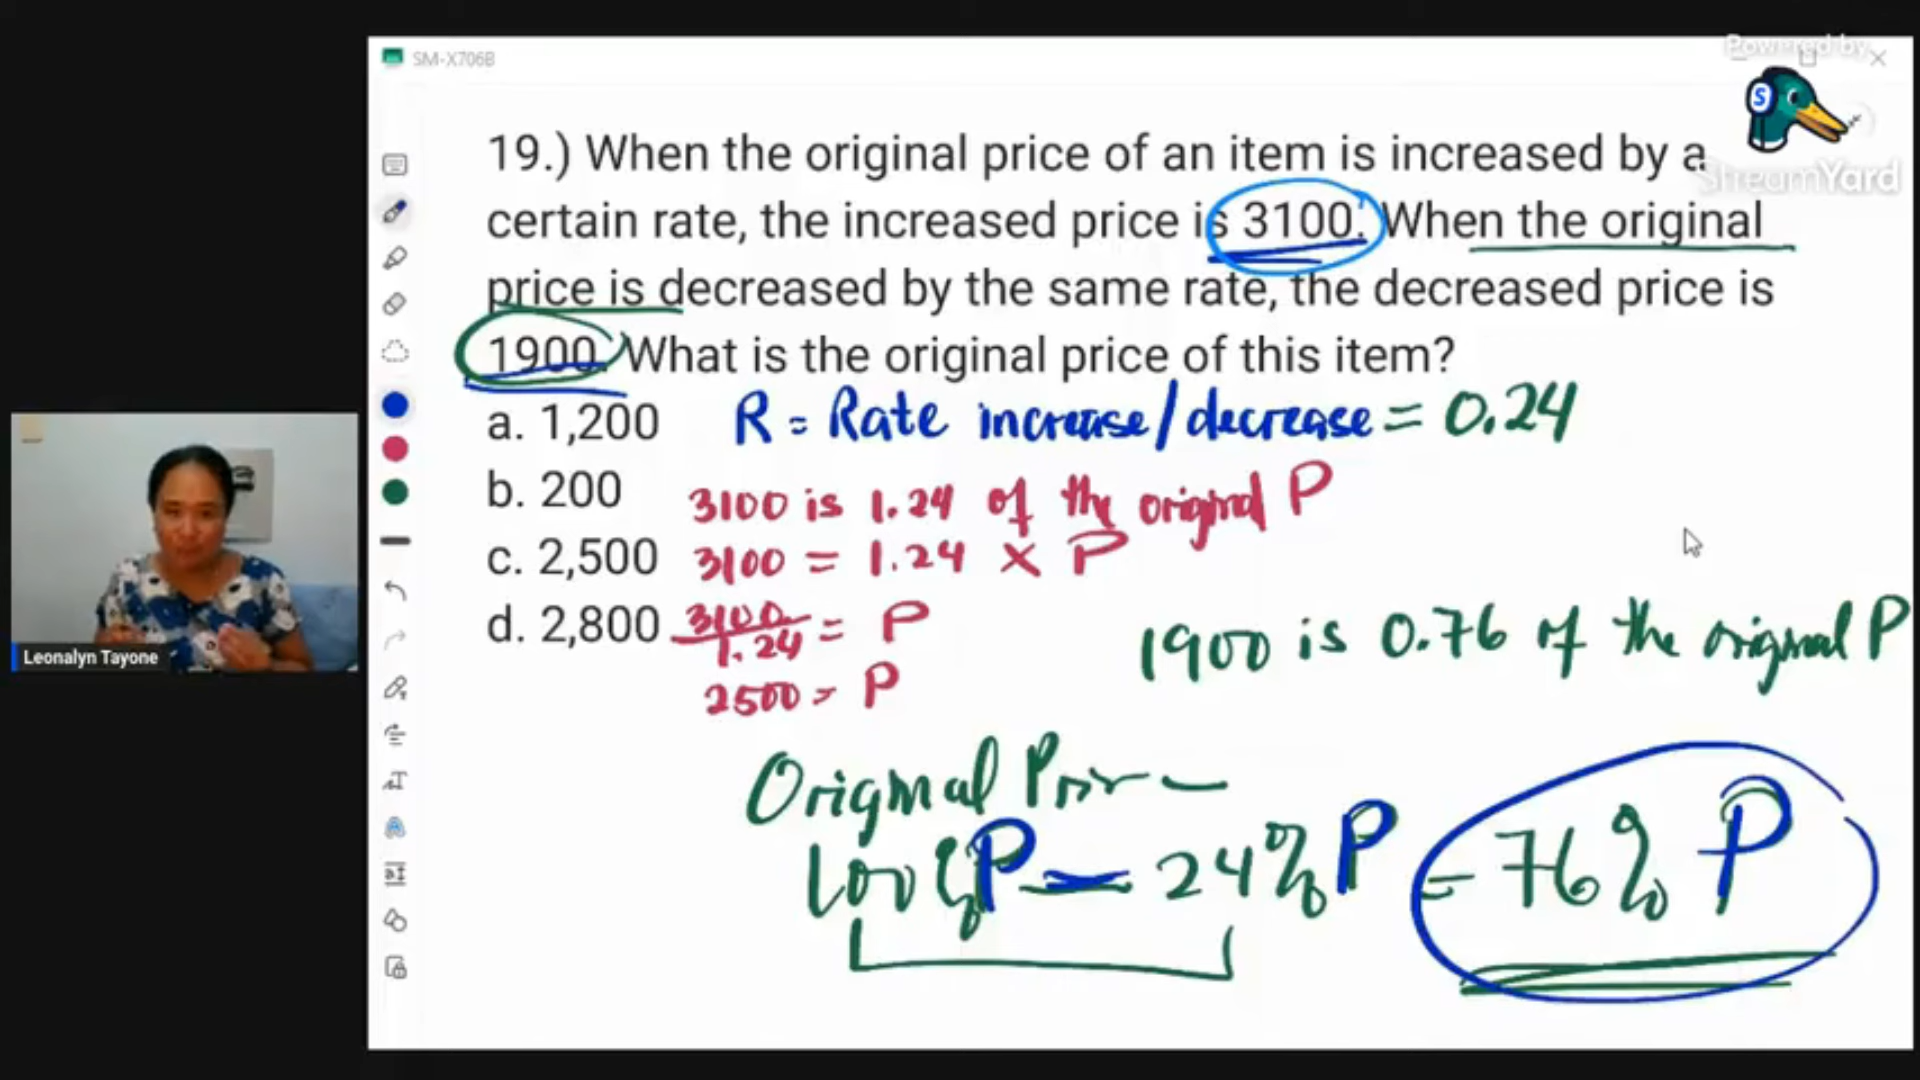 SM-X706B
Powered by
StreamYard
19.) When the original price of an item is increased by a
certain rate, the increased price is 3100. When the original
price is decreased by the same rate, the decreased price is
1900. What is the original price of this item?
a. 1,200
R = Rate increase/decrease = 0.24
b. 200
3100 is 1.24 of the original P
c. 2,500
3100 = 1.24 X P
d. 2,800
3100/1.24 = P
2500 = P
1900 is 0.76 of the original P
Original Price –
100% P – 24% P = 76% P
Leonalyn Tayone